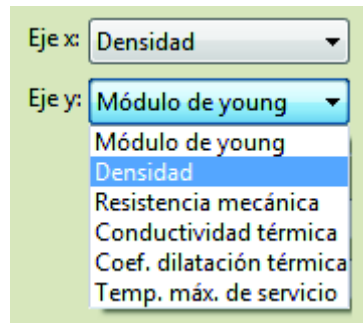 Eje x: Densidad
Eje y: Módulo de young
Módulo de young
Densidad
Resistencia mecánica
Conductividad térmica
Coef. dilatación térmica
Temp. máx. de servicio